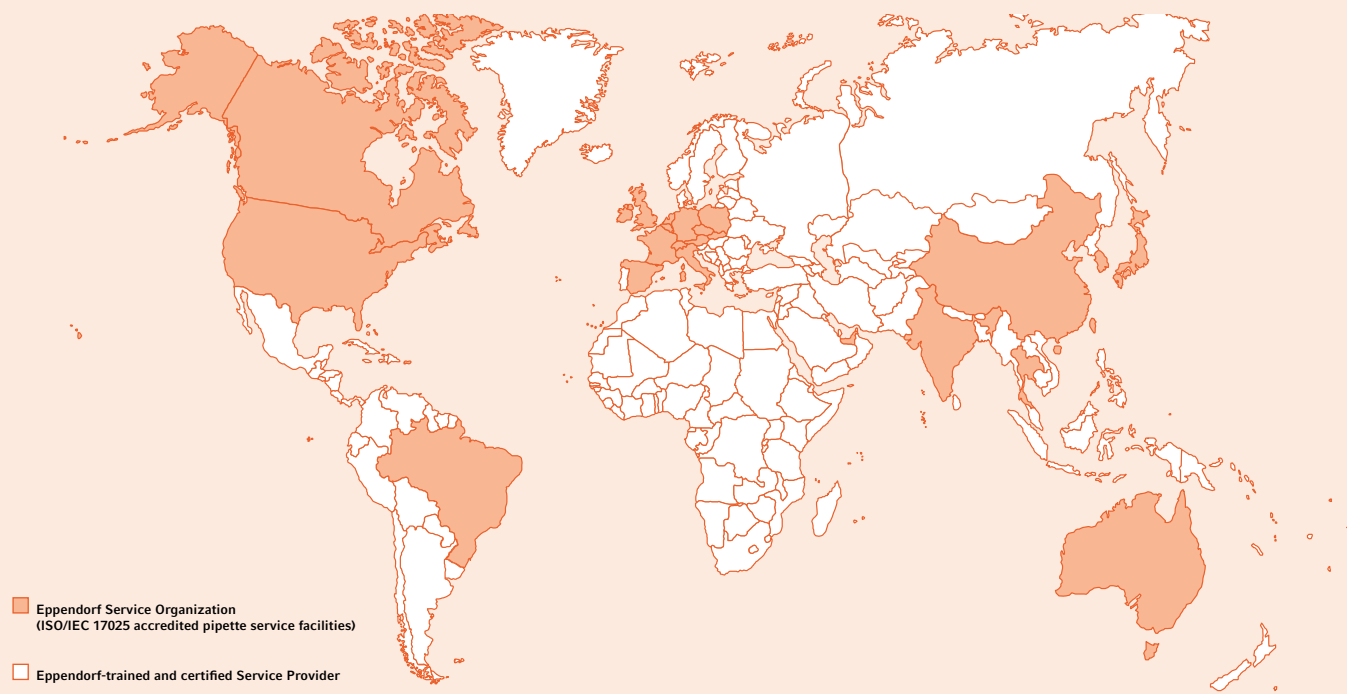 Eppendorf Service Organization
(ISO/IEC 17025 accredited pipette service facilities)
Eppendorf-trained and certified Service Provider